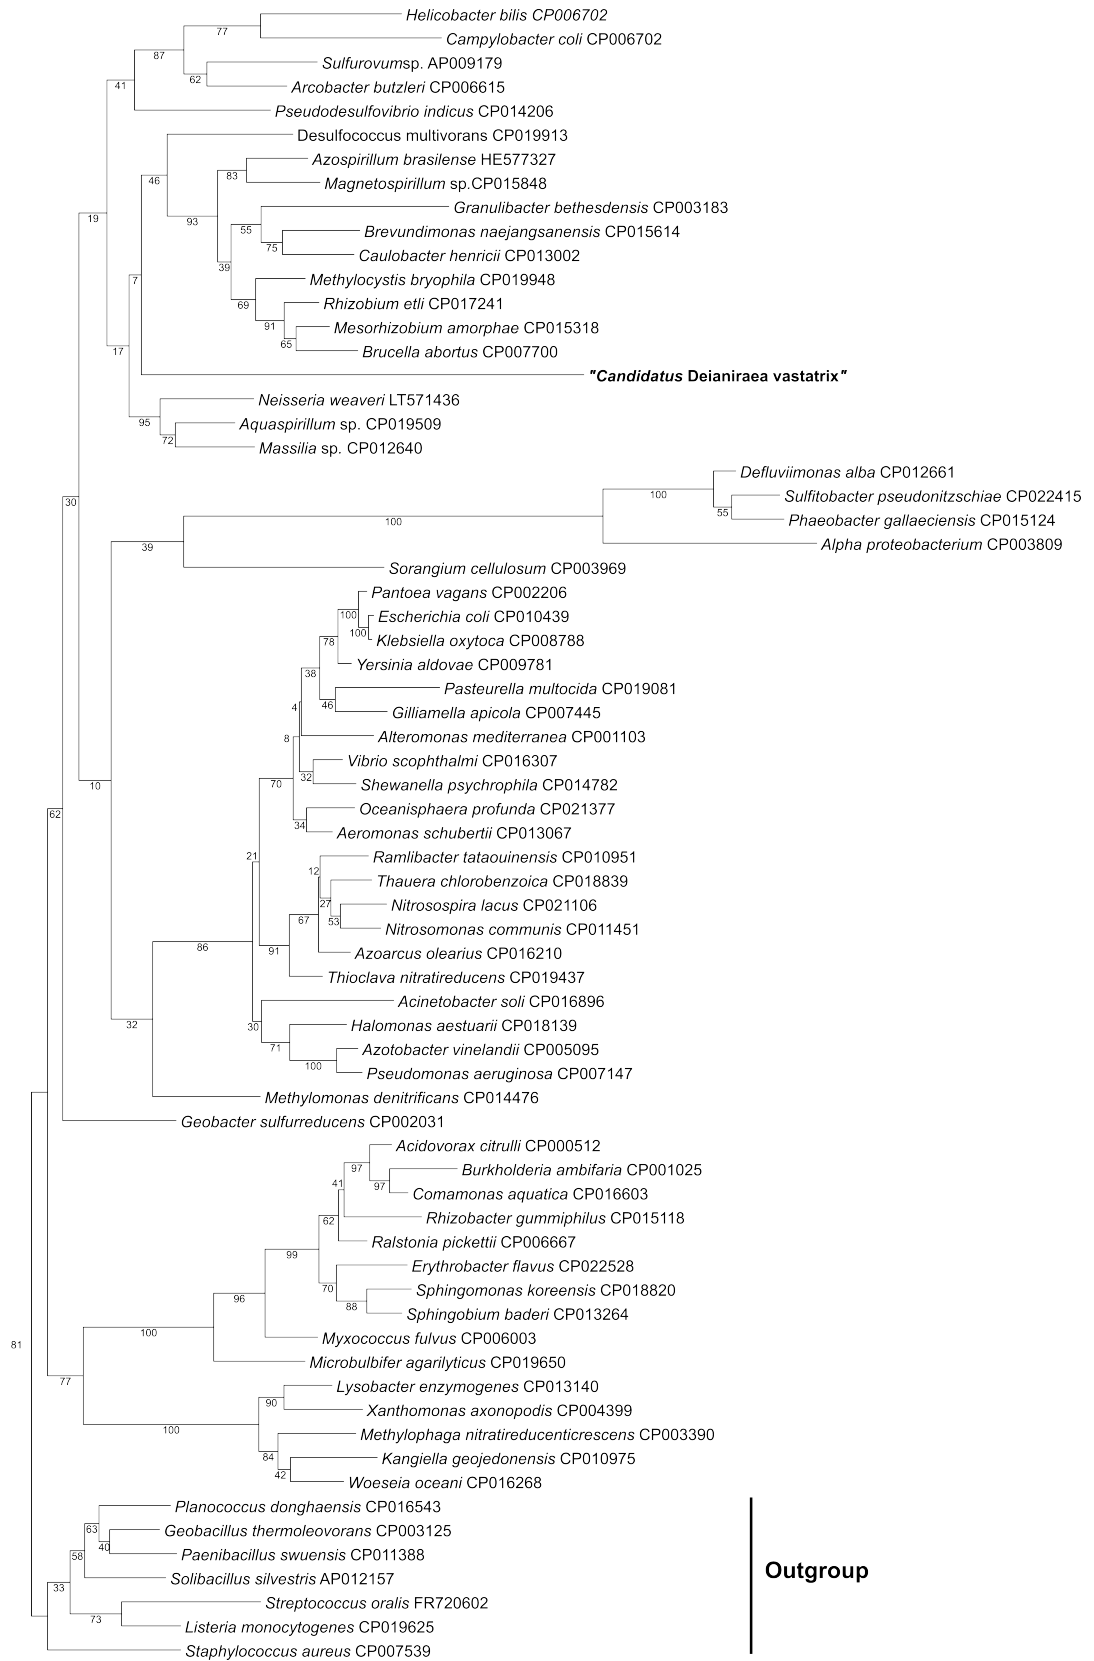 Helicobacter bilis CP006702
77
Campylobacter coli CP006702
87
Sulfurovumsp. AP009179
62
41
Arcobacter butzleri CP006615
Pseudodesulfovibrio indicus CP014206
Desulfococcus multivorans CP019913
Azospirillum brasilense HE577327
83
46
Magnetospirillum sp.CP015848
Granulibacter bethesdensis CP003183
19
93
55
Brevundimonas naejangsanensis CP015614
75
Caulobacter henricii CP013002
39
7
Methylocystis bryophila CP019948
69
Rhizobium etli CP017241
91
Mesorhizobium amorphae CP015318
65
17
Brucella abortus CP007700
"Candidatus Deianiraea vastatrix"
Neisseria weaveri LT571436
95
Aquaspirillum sp. CP019509
72
Massilia sp. CP012640
Defluviimonas alba CP012661
100
Sulfitobacter pseudonitzschiae CP022415
30
55
Phaeobacter gallaeciensis CP015124
100
39
Alpha proteobacterium CP003809
Sorangium cellulosum CP003969
Pantoea vagans CP002206
100
Escherichia coli CP010439
100
78
Klebsiella oxytoca CP008788
Yersinia aldovae CP009781
38
Pasteurella multocida CP019081
46
4
Gilliamella apicola CP007445
8
Alteromonas mediterranea CP001103
Vibrio scophthalmi CP016307
32
10
70
Shewanella psychrophila CP014782
Oceanisphaera profunda CP021377
62
34
Aeromonas schubertii CP013067
21
Ramlibacter tataouinensis CP010951
12
Thauera chlorobenzoica CP018839
27
Nitrosospira lacus CP021106
67
53
Nitrosomonas communis CP011451
86
91
Azoarcus olearius CP016210
Thioclava nitratireducens CP019437
Acinetobacter soli CP016896
32
30
Halomonas aestuarii CP018139
71
Azotobacter vinelandii CP005095
100
Pseudomonas aeruginosa CP007147
Methylomonas denitrificans CP014476
Geobacter sulfurreducens CP002031
Acidovorax citrulli CP000512
97
Burkholderia ambifaria CP001025
41
97
Comamonas aquatica CP016603
62
Rhizobacter gummiphilus CP015118
Ralstonia pickettii CP006667
99
Erythrobacter flavus CP022528
70
Sphingomonas koreensis CP018820
96
88
Sphingobium baderi CP013264
100
Myxococcus fulvus CP006003
81
Microbulbifer agarilyticus CP019650
77
Lysobacter enzymogenes CP013140
90
Xanthomonas axonopodis CP004399
100
Methylophaga nitratireducenticrescens CP003390
84
Kangiella geojedonensis CP010975
42
Woeseia oceani CP016268
Planococcus donghaensis CP016543
63
Geobacillus thermoleovorans CP003125
40
58
Paenibacillus swuensis CP011388
Outgroup
Solibacillus silvestris AP012157
33
Streptococcus oralis FR720602
73
Listeria monocytogenes CP019625
Staphylococcus aureus CP007539